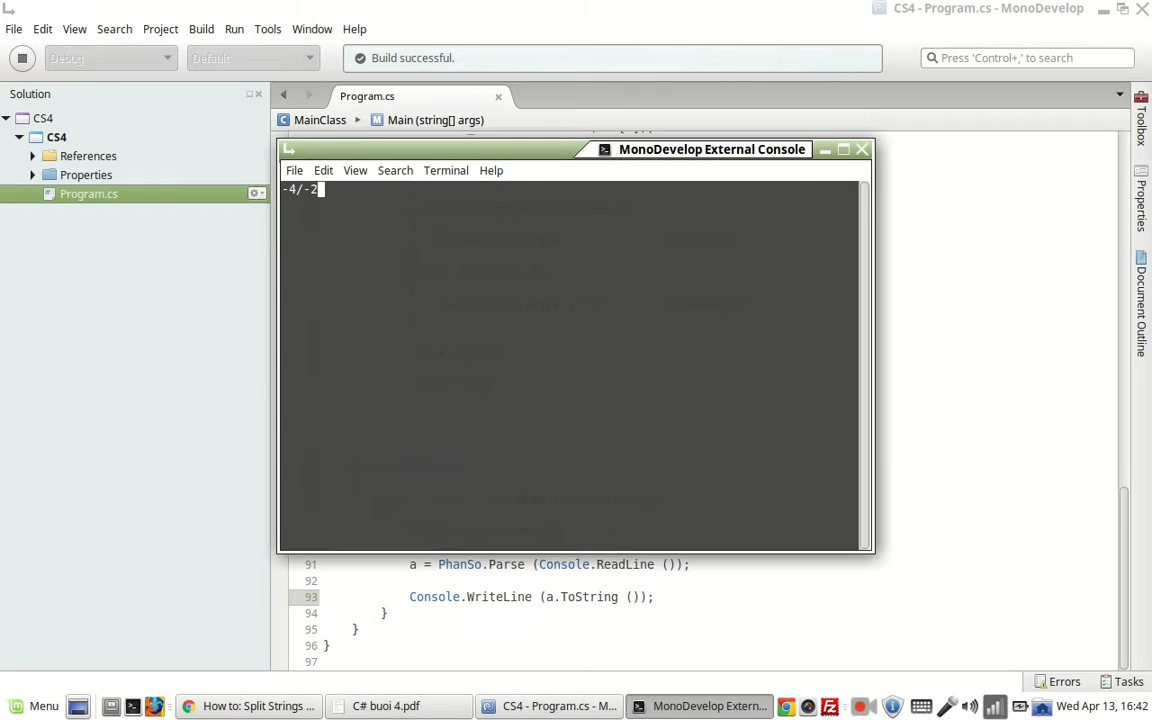 CS4 - Program.cs - MonoDevelop
File Edit View Search Project Build Run Tools Window Help
Debug Default Build successful. Press 'Control+,' to search
Solution
Program.cs
CS4
MainClass Main (string[] args)
CS4
References
Properties
Program.cs
MonoDevelop External Console
File Edit View Search Terminal Help
-4/-2
Toolbox
Properties
Document Outline
91 a = PhanSo.Parse (Console.ReadLine ());
92
93 Console.WriteLine (a.ToString ());
94 }
95 }
96 }
97
Errors Tasks
Menu How to: Split Strings ... C# buoi 4.pdf CS4 - Program.cs - M... MonoDevelop Extern... Wed Apr 13, 16:42